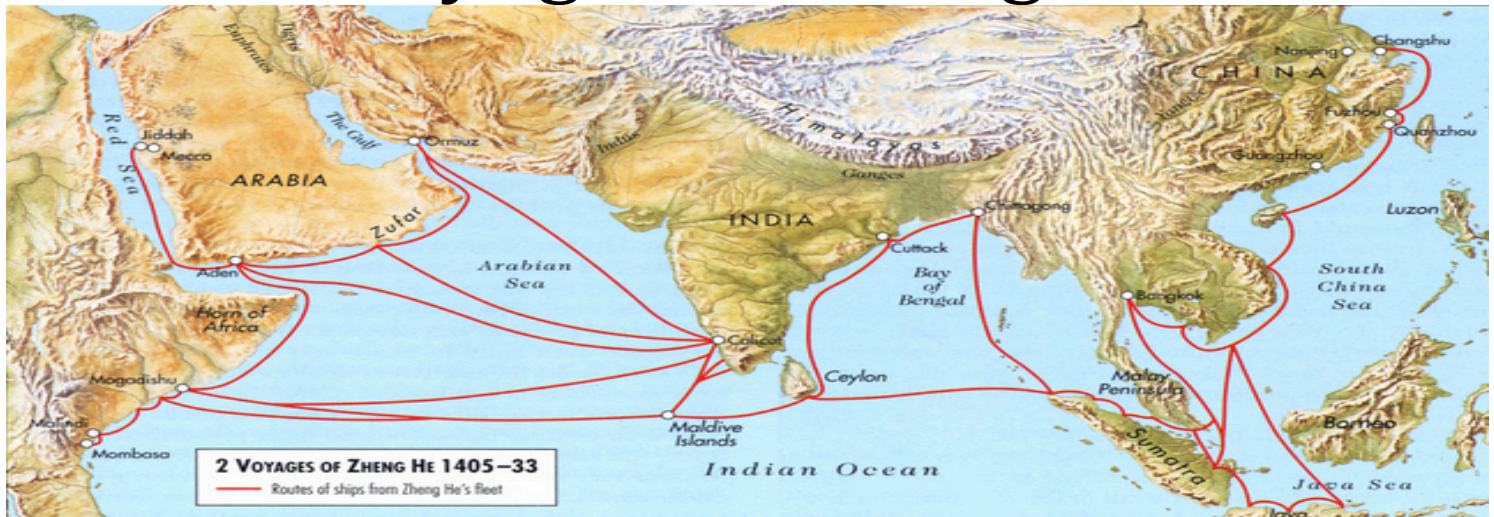 Tigris
Euphrates
Nanjing
Changshu
CHINA
Yangtze
Himalayas
Fuzhou
Quanzhou
Guangzhou
Red Sea
Jiddah
Mecca
The Gulf
Ormuz
Indus
ARABIA
Ganges
Zufar
INDIA
Chittagong
Luzon
Aden
Cuttack
Arabian
Sea
Bay
of
Bengal
Bangkok
South
China
Sea
Horn of
Africa
Calicot
Mogadishu
Ceylon
Malay
Peninsula
Malindi
Mombasa
Maldive
Islands
Borneo
Sumatra
2 VOYAGES OF ZHENG HE 1405–33
Routes of ships from Zheng He's fleet
Indian Ocean
Java Sea
Java